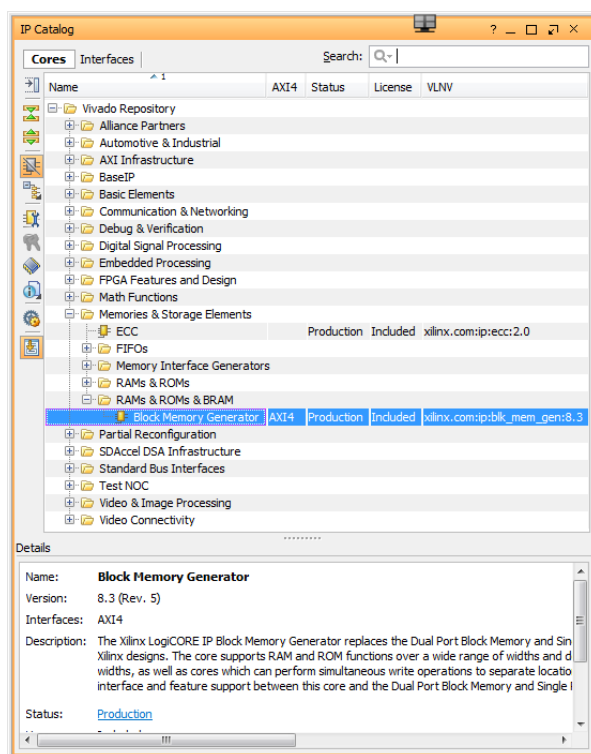 IP Catalog
Cores Interfaces Search:
Name 1 AXI4 Status License VLNV
Vivado Repository
Alliance Partners
Automotive & Industrial
AXI Infrastructure
BaseIP
Basic Elements
Communication & Networking
Debug & Verification
Digital Signal Processing
Embedded Processing
FPGA Features and Design
Math Functions
Memories & Storage Elements
ECC Production Included xilinx.com:ip:ecc:2.0
FIFOs
Memory Interface Generators
RAMs & ROMs
RAMs & ROMs & BRAM
Block Memory Generator AXI4 Production Included xilinx.com:ip:blk_mem_gen:8.3
Partial Reconfiguration
SDAccel DSA Infrastructure
Standard Bus Interfaces
Test NOC
Video & Image Processing
Video Connectivity
Details
Name: Block Memory Generator
Version: 8.3 (Rev. 5)
Interfaces: AXI4
Description: The Xilinx LogiCORE IP Block Memory Generator replaces the Dual Port Block Memory and Sin
Xilinx designs. The core supports RAM and ROM functions over a wide range of widths and d
widths, as well as cores which can perform simultaneous write operations to separate locatio
interface and feature support between this core and the Dual Port Block Memory and Single
Status: Production